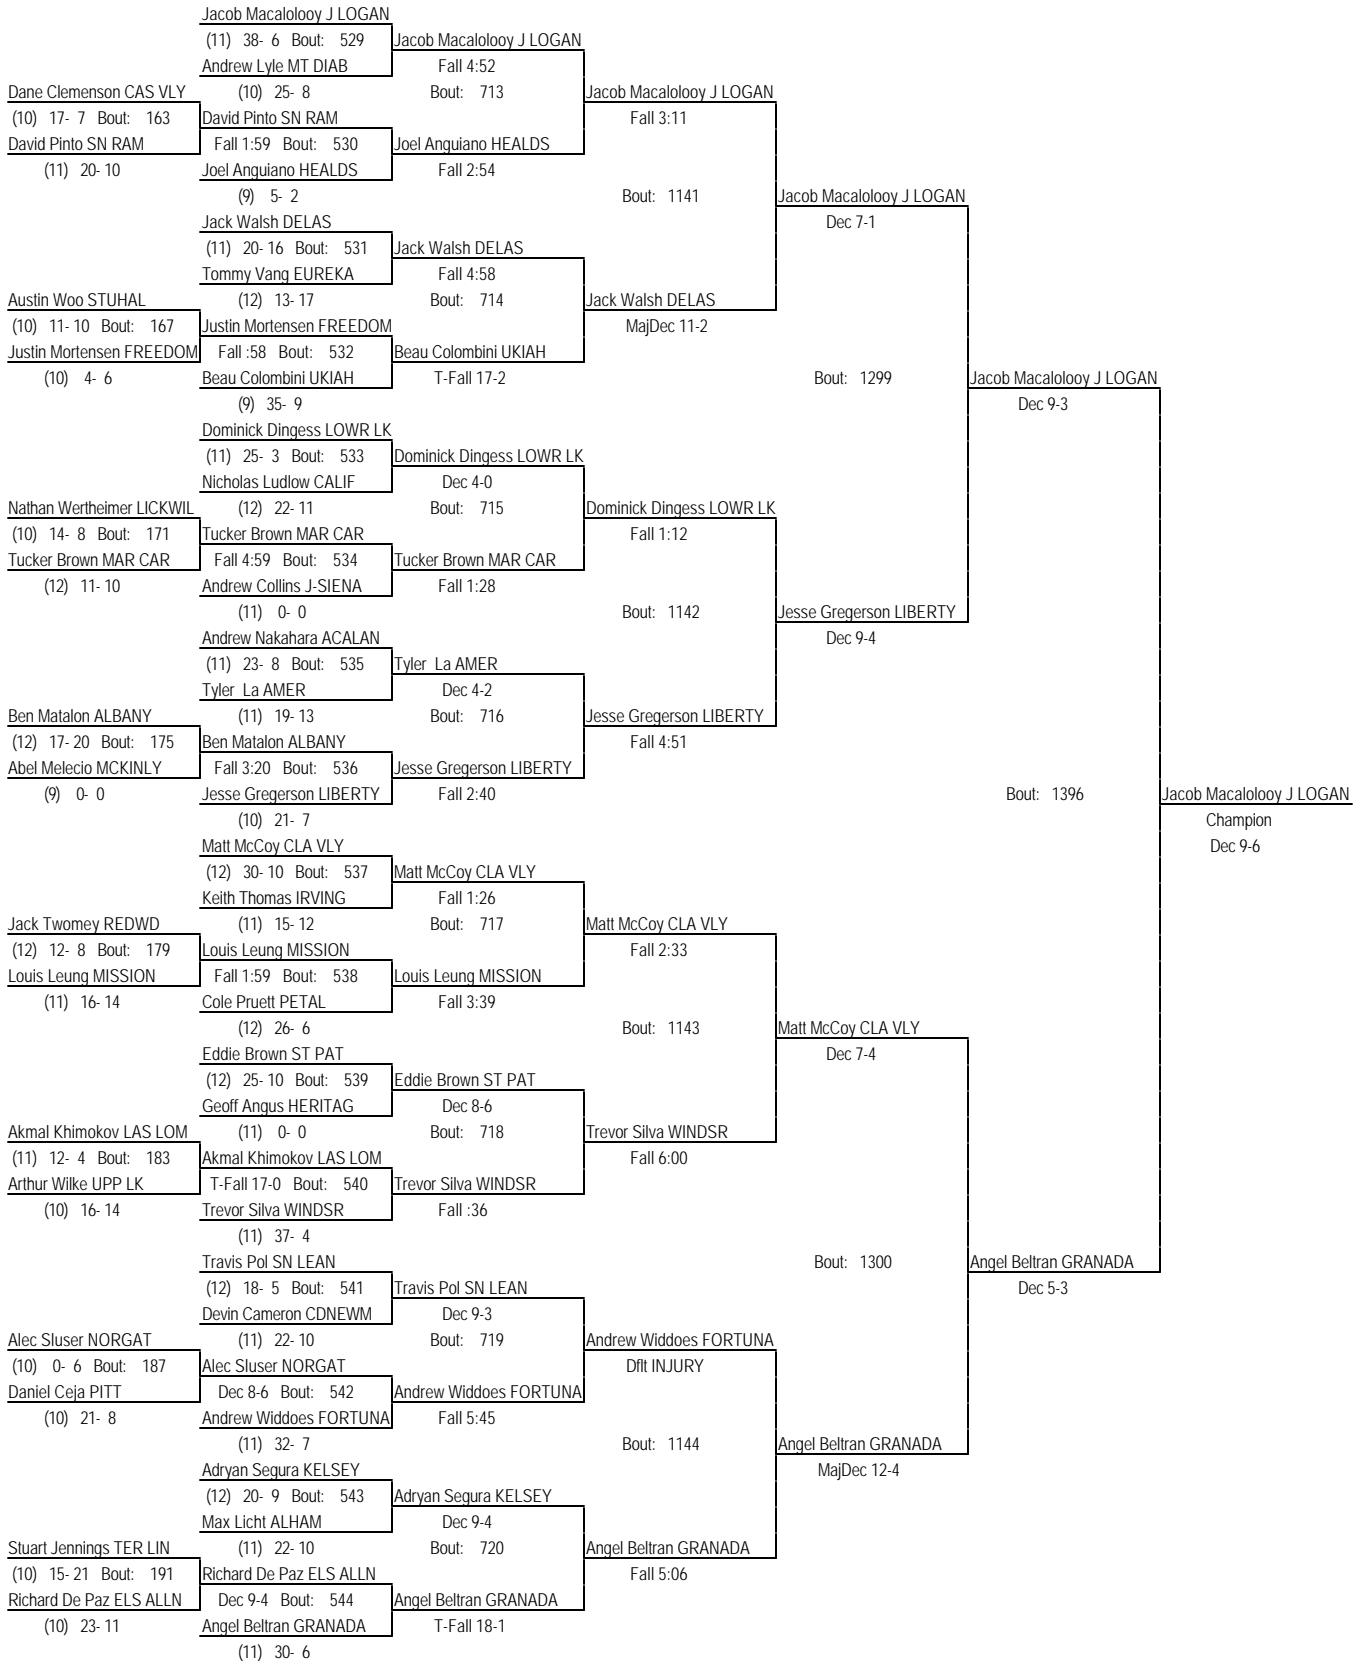 Jacob Macalolooy J LOGAN
(11) 38- 6 Bout: 529 Jacob Macalolooy J LOGAN
Andrew Lyle MT DIAB Fall 4:52
Dane Clemenson CAS VLY (10) 25- 8 Bout: 713 Jacob Macalolooy J LOGAN
(10) 17- 7 Bout: 163 David Pinto SN RAM Fall 3:11
David Pinto SN RAM Fall 1:59 Bout: 530 Joel Anguiano HEALDS
(11) 20- 10 Joel Anguiano HEALDS Fall 2:54
(9) 5- 2 Bout: 1141 Jacob Macalolooy J LOGAN
Jack Walsh DELAS Dec 7-1
(11) 20- 16 Bout: 531 Jack Walsh DELAS
Tommy Vang EUREKA Fall 4:58
Austin Woo STUHAL (12) 13- 17 Bout: 714 Jack Walsh DELAS
(10) 11- 10 Bout: 167 Justin Mortensen FREEDOM MajDec 11-2
Justin Mortensen FREEDOM Fall :58 Bout: 532 Beau Colombini UKIAH
(10) 4- 6 Beau Colombini UKIAH T-Fall 17-2 Bout: 1299 Jacob Macalolooy J LOGAN
(9) 35- 9 Dec 9-3
Dominick Dingess LOWR LK
(11) 25- 3 Bout: 533 Dominick Dingess LOWR LK
Nicholas Ludlow CALIF Dec 4-0
Nathan Wertheimer LICKWIL (12) 22- 11 Bout: 715 Dominick Dingess LOWR LK
(10) 14- 8 Bout: 171 Tucker Brown MAR CAR Fall 1:12
Tucker Brown MAR CAR Fall 4:59 Bout: 534 Tucker Brown MAR CAR
(12) 11- 10 Andrew Collins J-SIENA Fall 1:28
(11) 0- 0 Bout: 1142 Jesse Gregerson LIBERTY
Andrew Nakahara ACALAN Dec 9-4
(11) 23- 8 Bout: 535 Tyler La AMER
Tyler La AMER Dec 4-2
Ben Matalon ALBANY (11) 19- 13 Bout: 716 Jesse Gregerson LIBERTY
(12) 17- 20 Bout: 175 Ben Matalon ALBANY Fall 4:51
Abel Melecio MCKINLY Fall 3:20 Bout: 536 Jesse Gregerson LIBERTY
(9) 0- 0 Jesse Gregerson LIBERTY Fall 2:40 Bout: 1396 Jacob Macalolooy J LOGAN
(10) 21- 7 Champion
Matt McCoy CLA VLY Dec 9-6
(12) 30- 10 Bout: 537 Matt McCoy CLA VLY
Keith Thomas IRVING Fall 1:26
Jack Twomey REDWD (11) 15- 12 Bout: 717 Matt McCoy CLA VLY
(12) 12- 8 Bout: 179 Louis Leung MISSION Fall 2:33
Louis Leung MISSION Fall 1:59 Bout: 538 Louis Leung MISSION
(11) 16- 14 Cole Pruett PETAL Fall 3:39
(12) 26- 6 Bout: 1143 Matt McCoy CLA VLY
Eddie Brown ST PAT Dec 7-4
(12) 25- 10 Bout: 539 Eddie Brown ST PAT
Geoff Angus HERITAG Dec 8-6
Akmal Khimokov LAS LOM (11) 0- 0 Bout: 718 Trevor Silva WINDSR
(11) 12- 4 Bout: 183 Akmal Khimokov LAS LOM Fall 6:00
Arthur Wilke UPP LK T-Fall 17-0 Bout: 540 Trevor Silva WINDSR
(10) 16- 14 Trevor Silva WINDSR Fall :36
(11) 37- 4
Travis Pol SN LEAN Bout: 1300 Angel Beltran GRANADA
(12) 18- 5 Bout: 541 Travis Pol SN LEAN Dec 5-3
Devin Cameron CDNEWM Dec 9-3
Alec Sluser NORGAT (11) 22- 10 Bout: 719 Andrew Widdoes FORTUNA
(10) 0- 6 Bout: 187 Alec Sluser NORGAT Dflt INJURY
Daniel Ceja PITT Dec 8-6 Bout: 542 Andrew Widdoes FORTUNA
(10) 21- 8 Andrew Widdoes FORTUNA Fall 5:45
(11) 32- 7 Bout: 1144 Angel Beltran GRANADA
Adryan Segura KELSEY MajDec 12-4
(12) 20- 9 Bout: 543 Adryan Segura KELSEY
Max Licht ALHAM Dec 9-4
Stuart Jennings TER LIN (11) 22- 10 Bout: 720 Angel Beltran GRANADA
(10) 15- 21 Bout: 191 Richard De Paz ELS ALLN Fall 5:06
Richard De Paz ELS ALLN Dec 9-4 Bout: 544 Angel Beltran GRANADA
(10) 23- 11 Angel Beltran GRANADA T-Fall 18-1
(11) 30- 6